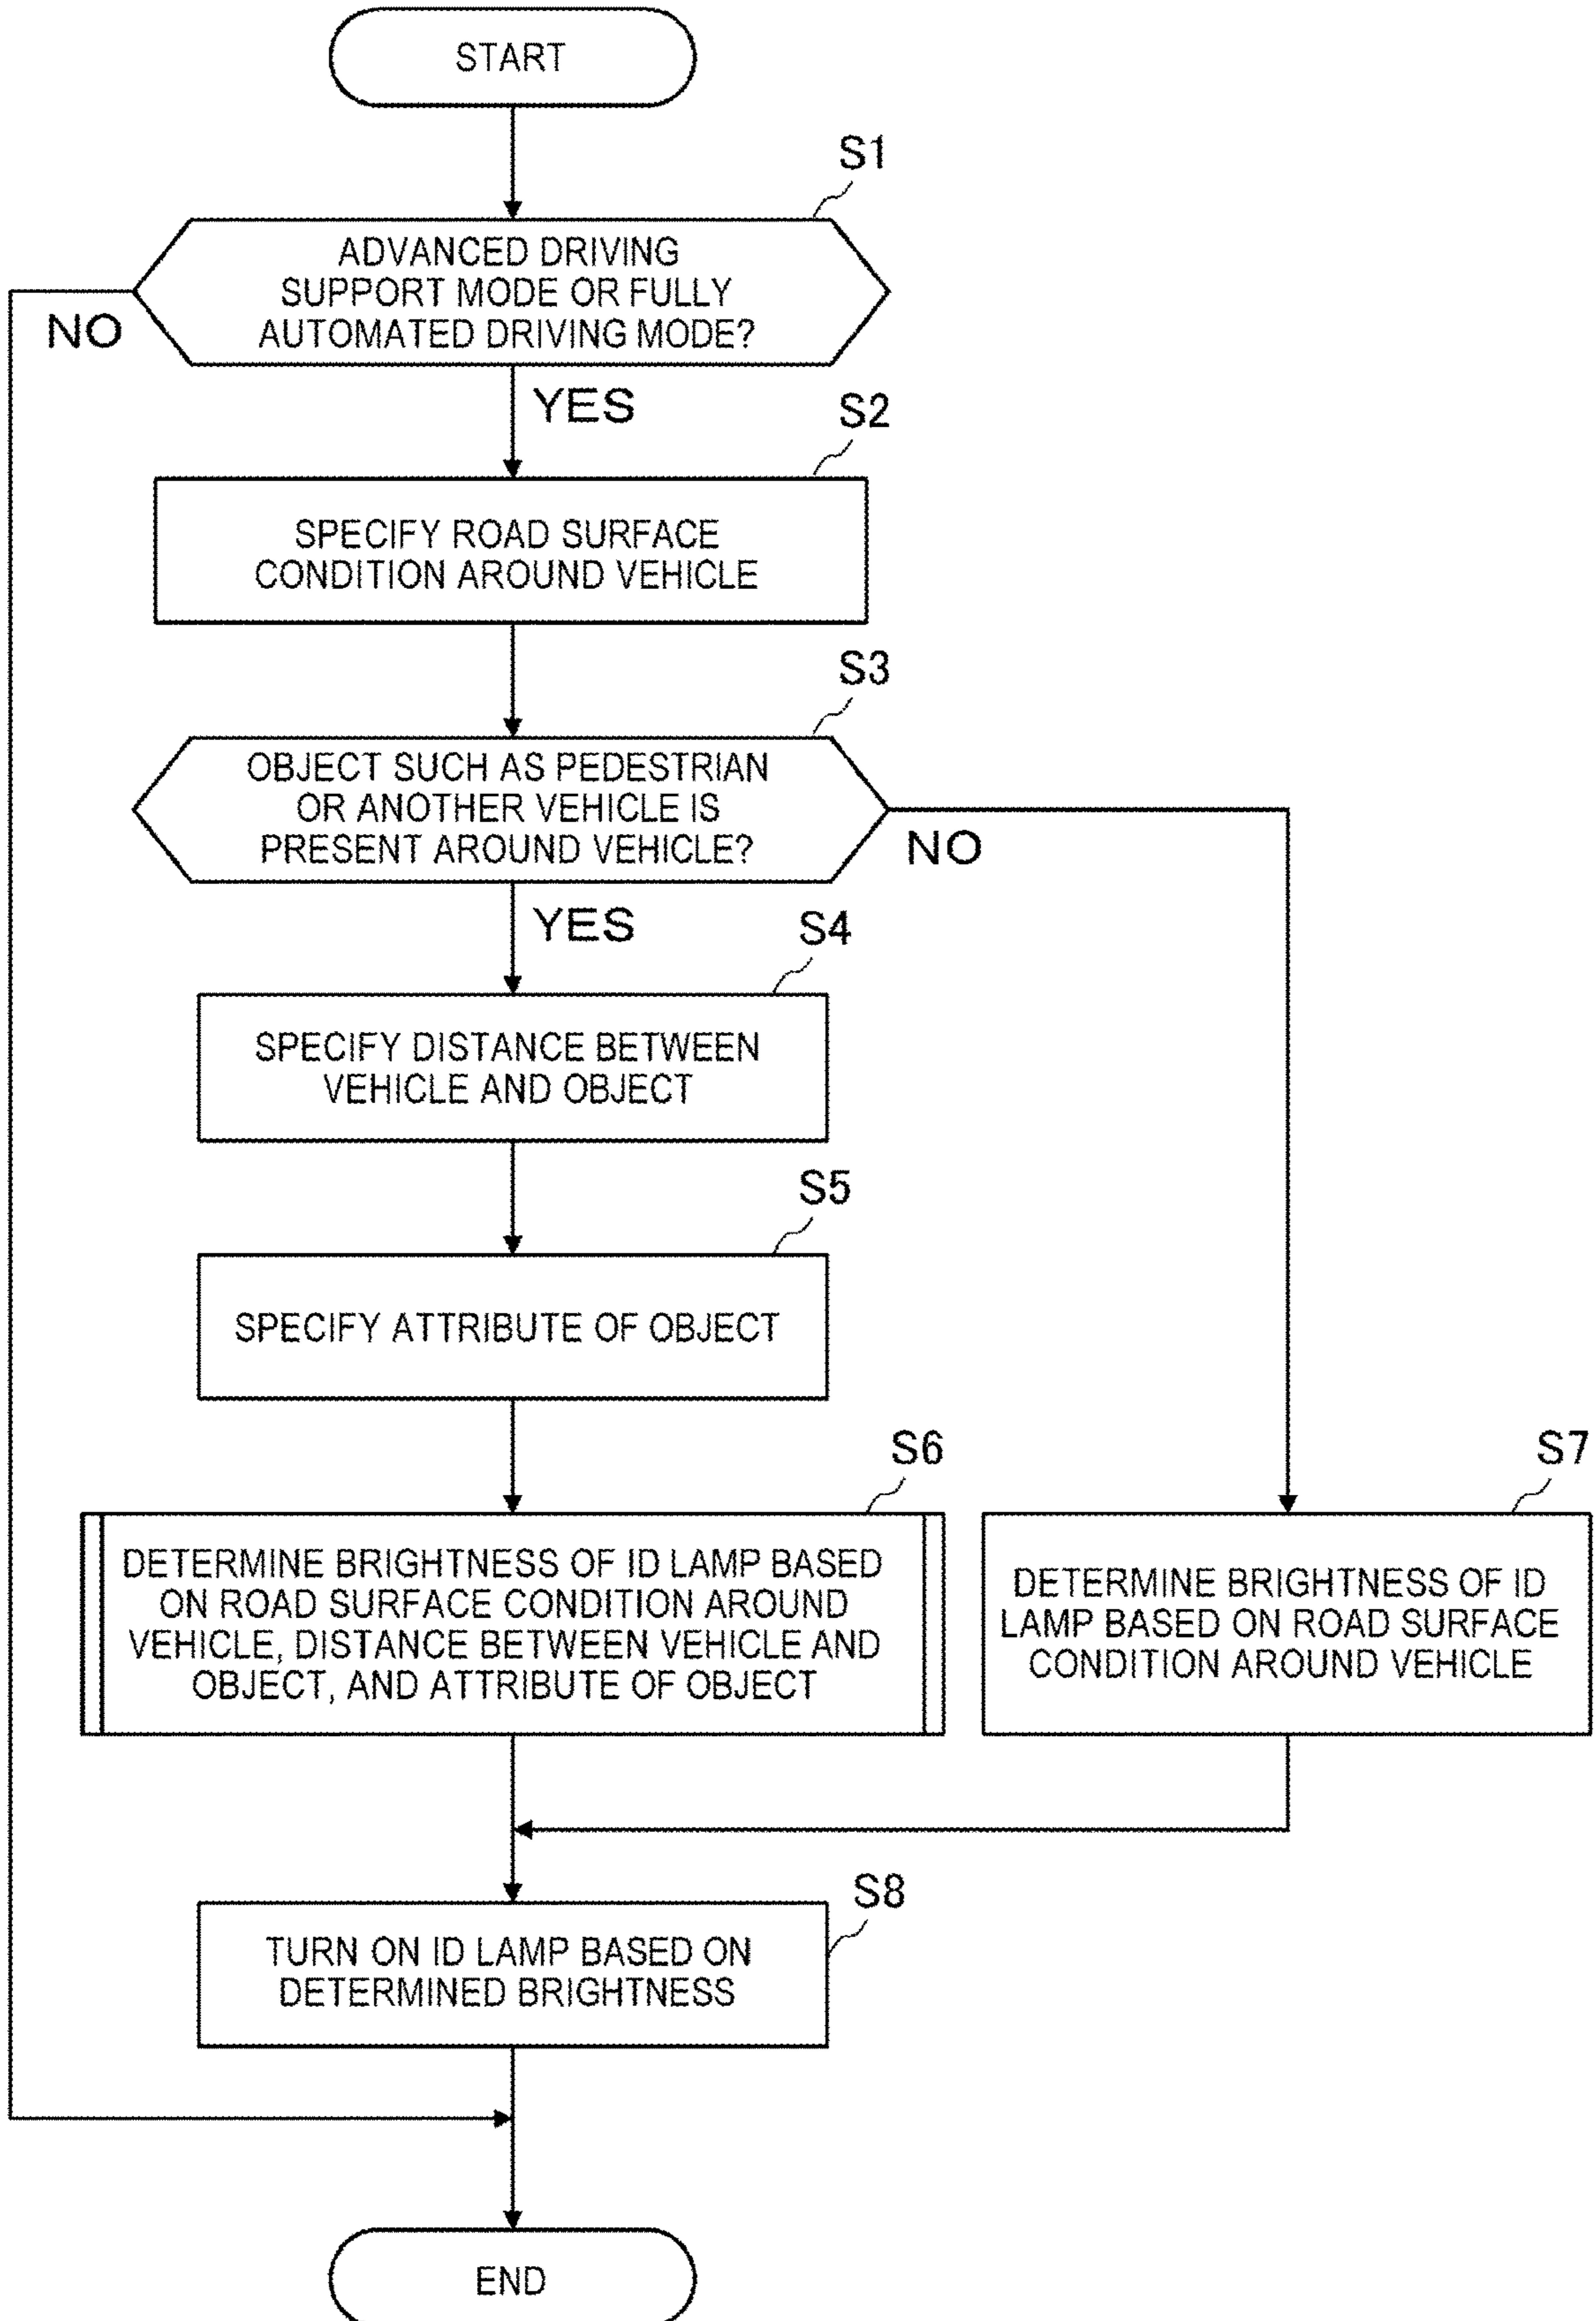 START
S1
ADVANCED DRIVING
SUPPORT MODE OR FULLY
AUTOMATED DRIVING MODE?
NO
YES
S2
SPECIFY ROAD SURFACE
CONDITION AROUND VEHICLE
S3
OBJECT SUCH AS PEDESTRIAN
OR ANOTHER VEHICLE IS
PRESENT AROUND VEHICLE?
NO
YES
S4
SPECIFY DISTANCE BETWEEN
VEHICLE AND OBJECT
S5
SPECIFY ATTRIBUTE OF OBJECT
S6
DETERMINE BRIGHTNESS OF ID LAMP BASED
ON ROAD SURFACE CONDITION AROUND
VEHICLE, DISTANCE BETWEEN VEHICLE AND
OBJECT, AND ATTRIBUTE OF OBJECT
S7
DETERMINE BRIGHTNESS OF ID
LAMP BASED ON ROAD SURFACE
CONDITION AROUND VEHICLE
S8
TURN ON ID LAMP BASED ON
DETERMINED BRIGHTNESS
END